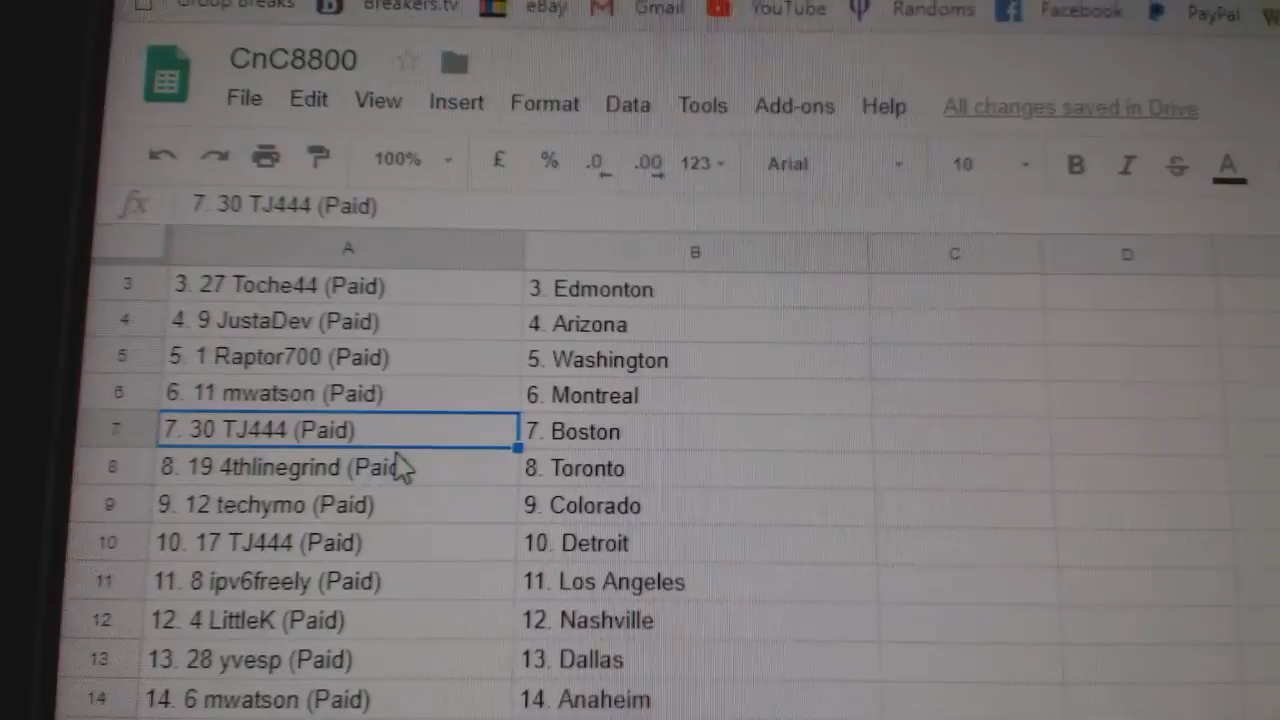 Group Breaks Breakers.tv eBay Gmail YouTube Randoms Facebook PayPal
CnC8800
File Edit View Insert Format Data Tools Add-ons Help All changes saved in Drive
100% £ % .0 .00 123 Arial 10 B I S A
fx 7. 30 TJ444 (Paid)
A B C D
3 3. 27 Toche44 (Paid) 3. Edmonton
4 4. 9 JustaDev (Paid) 4. Arizona
5 5. 1 Raptor700 (Paid) 5. Washington
6 6. 11 mwatson (Paid) 6. Montreal
7 7. 30 TJ444 (Paid) 7. Boston
8 8. 19 4thlinegrind (Paid 8. Toronto
9 9. 12 techymo (Paid) 9. Colorado
10 10. 17 TJ444 (Paid) 10. Detroit
11 11. 8 ipv6freely (Paid) 11. Los Angeles
12 12. 4 LittleK (Paid) 12. Nashville
13 13. 28 yvesp (Paid) 13. Dallas
14 14. 6 mwatson (Paid) 14. Anaheim